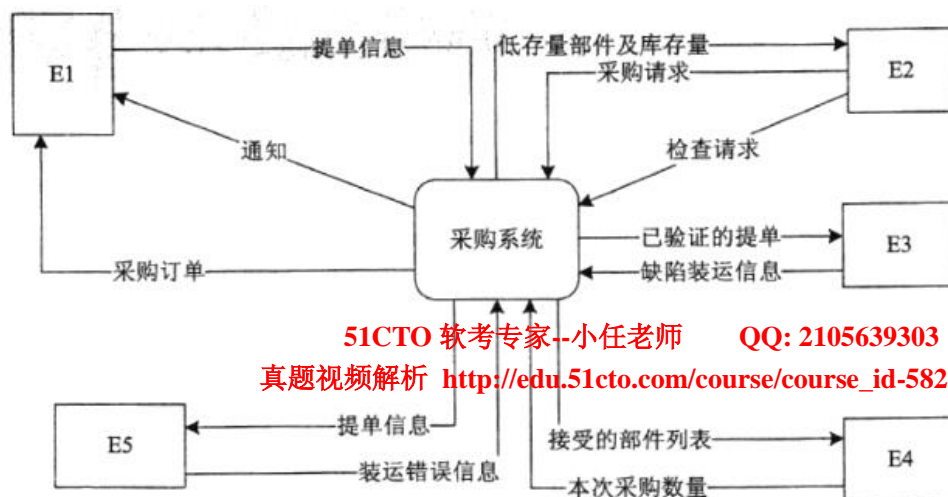 E1
提单信息
低存量部件及库存量
采购请求
E2
通知
检查请求
采购系统
已验证的提单
缺陷装运信息
E3
采购订单
51CTO 软考专家--小任老师 QQ: 2105639303
真题视频解析 http://edu.51cto.com/course/course_id-582
E5
提单信息
装运错误信息
接受的部件列表
本次采购数量
E4